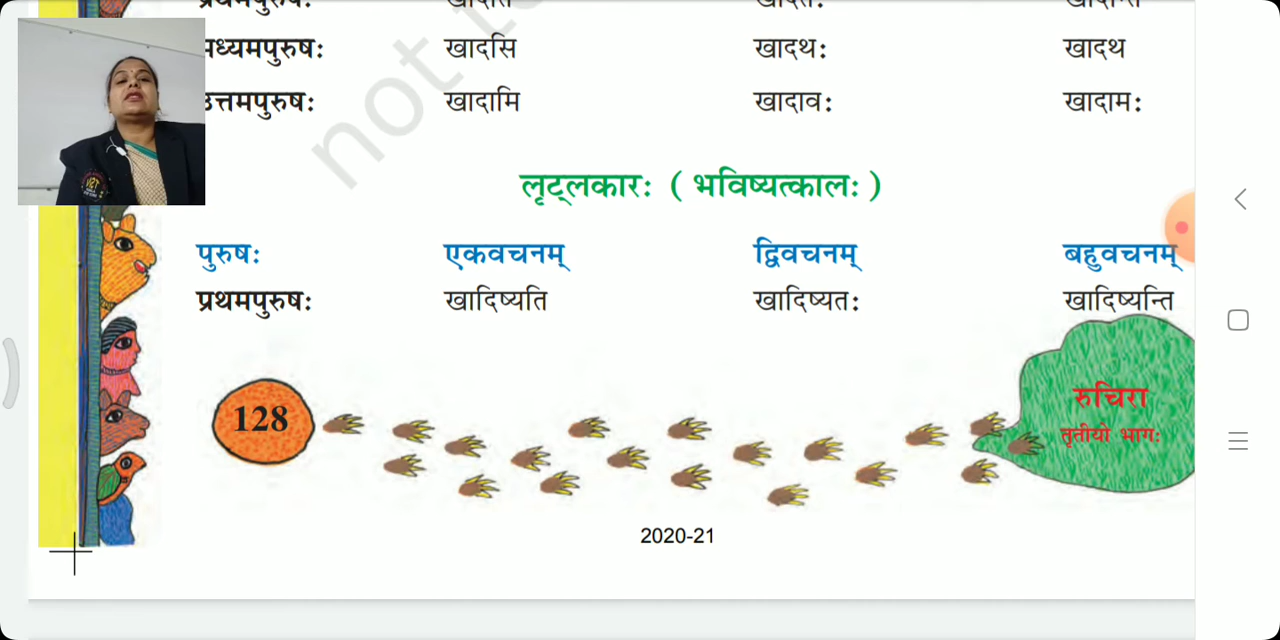 मध्यमपुरुषः खादसि खादथः खादथ
उत्तमपुरुषः खादामि खादावः खादामः
not
लृट्लकारः ( भविष्यत्कालः )
पुरुषः एकवचनम् द्विवचनम् बहुवचनम्
प्रथमपुरुषः खादिष्यति खादिष्यतः खादिष्यन्ति
128
रुचिरा
तृतीयो भागः
2020-21